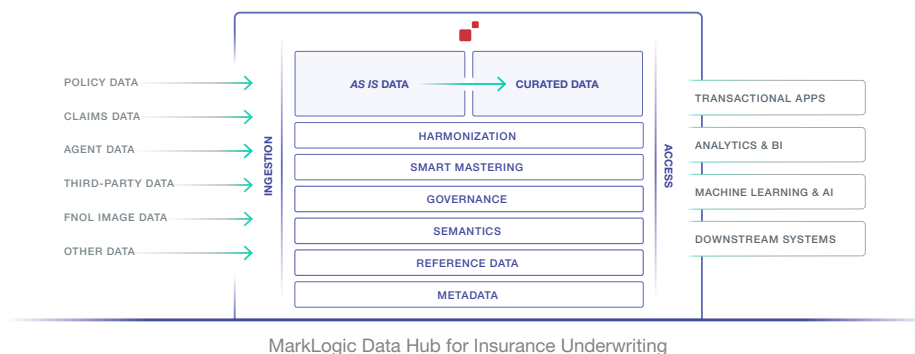 POLICY DATA
CLAIMS DATA
AGENT DATA
THIRD-PARTY DATA
FNOL IMAGE DATA
OTHER DATA
INGESTION
AS IS DATA
CURATED DATA
HARMONIZATION
SMART MASTERING
GOVERNANCE
SEMANTICS
REFERENCE DATA
METADATA
ACCESS
TRANSACTIONAL APPS
ANALYTICS & BI
MACHINE LEARNING & AI
DOWNSTREAM SYSTEMS
MarkLogic Data Hub for Insurance Underwriting